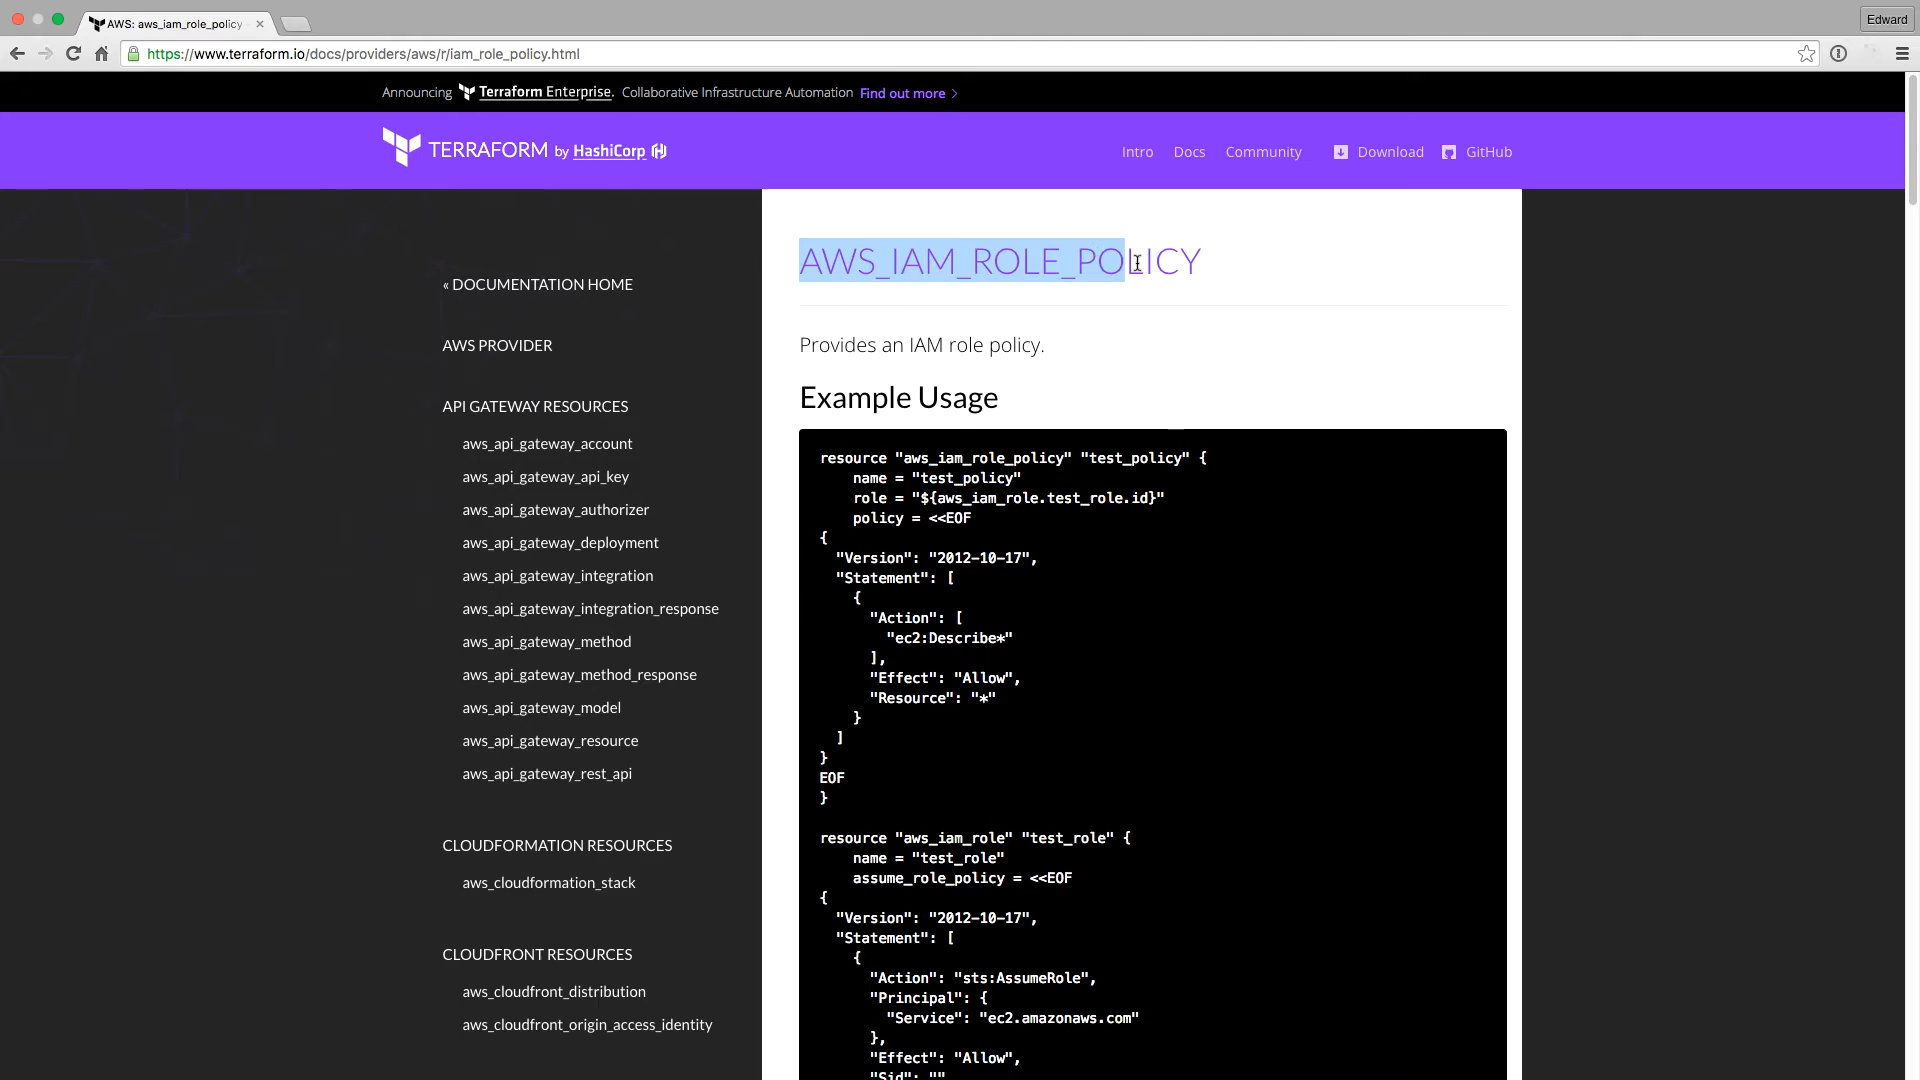 AWS: aws_iam_role_policy
Edward
https://www.terraform.io/docs/providers/aws/r/iam_role_policy.html
Announcing Terraform Enterprise. Collaborative Infrastructure Automation Find out more
TERRAFORM by HashiCorp
Intro Docs Community Download GitHub
« DOCUMENTATION HOME
AWS PROVIDER
API GATEWAY RESOURCES
aws_api_gateway_account
aws_api_gateway_api_key
aws_api_gateway_authorizer
aws_api_gateway_deployment
aws_api_gateway_integration
aws_api_gateway_integration_response
aws_api_gateway_method
aws_api_gateway_method_response
aws_api_gateway_model
aws_api_gateway_resource
aws_api_gateway_rest_api
CLOUDFORMATION RESOURCES
aws_cloudformation_stack
CLOUDFRONT RESOURCES
aws_cloudfront_distribution
aws_cloudfront_origin_access_identity
AWS_IAM_ROLE_POLICY
Provides an IAM role policy.
Example Usage
resource "aws_iam_role_policy" "test_policy" {
name = "test_policy"
role = "${aws_iam_role.test_role.id}"
policy = <<EOF
{
"Version": "2012-10-17",
"Statement": [
{
"Action": [
"ec2:Describe*"
],
"Effect": "Allow",
"Resource": "*"
}
]
}
EOF
}
resource "aws_iam_role" "test_role" {
name = "test_role"
assume_role_policy = <<EOF
{
"Version": "2012-10-17",
"Statement": [
{
"Action": "sts:AssumeRole",
"Principal": {
"Service": "ec2.amazonaws.com"
},
"Effect": "Allow",
"Sid": ""